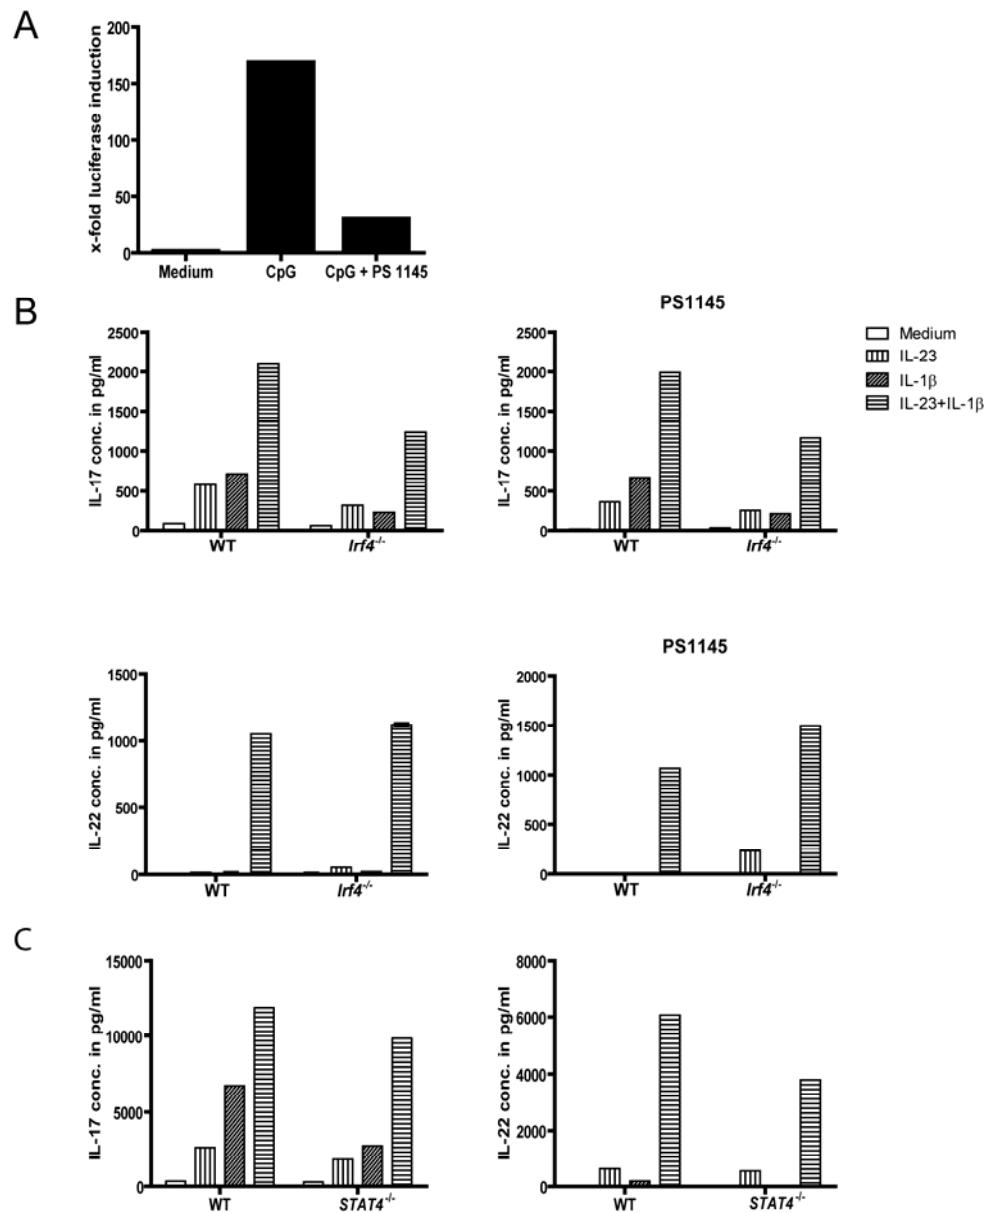 A
x-fold luciferase induction
200
150
100
50
0
Medium CpG CpG + PS 1145
B
IL-17 conc. in pg/ml
2500
2000
1500
1000
500
0
WT Irf4-/-
PS1145
IL-17 conc. in pg/ml
2500
2000
1500
1000
500
0
WT Irf4-/-
Medium
IL-23
IL-1β
IL-23+IL-1β
IL-22 conc. in pg/ml
1500
1000
500
0
WT Irf4-/-
PS1145
IL-22 conc. in pg/ml
2000
1500
1000
500
0
WT Irf4-/-
C
IL-17 conc. in pg/ml
15000
10000
5000
0
WT STAT4-/-
IL-22 conc. in pg/ml
8000
6000
4000
2000
0
WT STAT4-/-